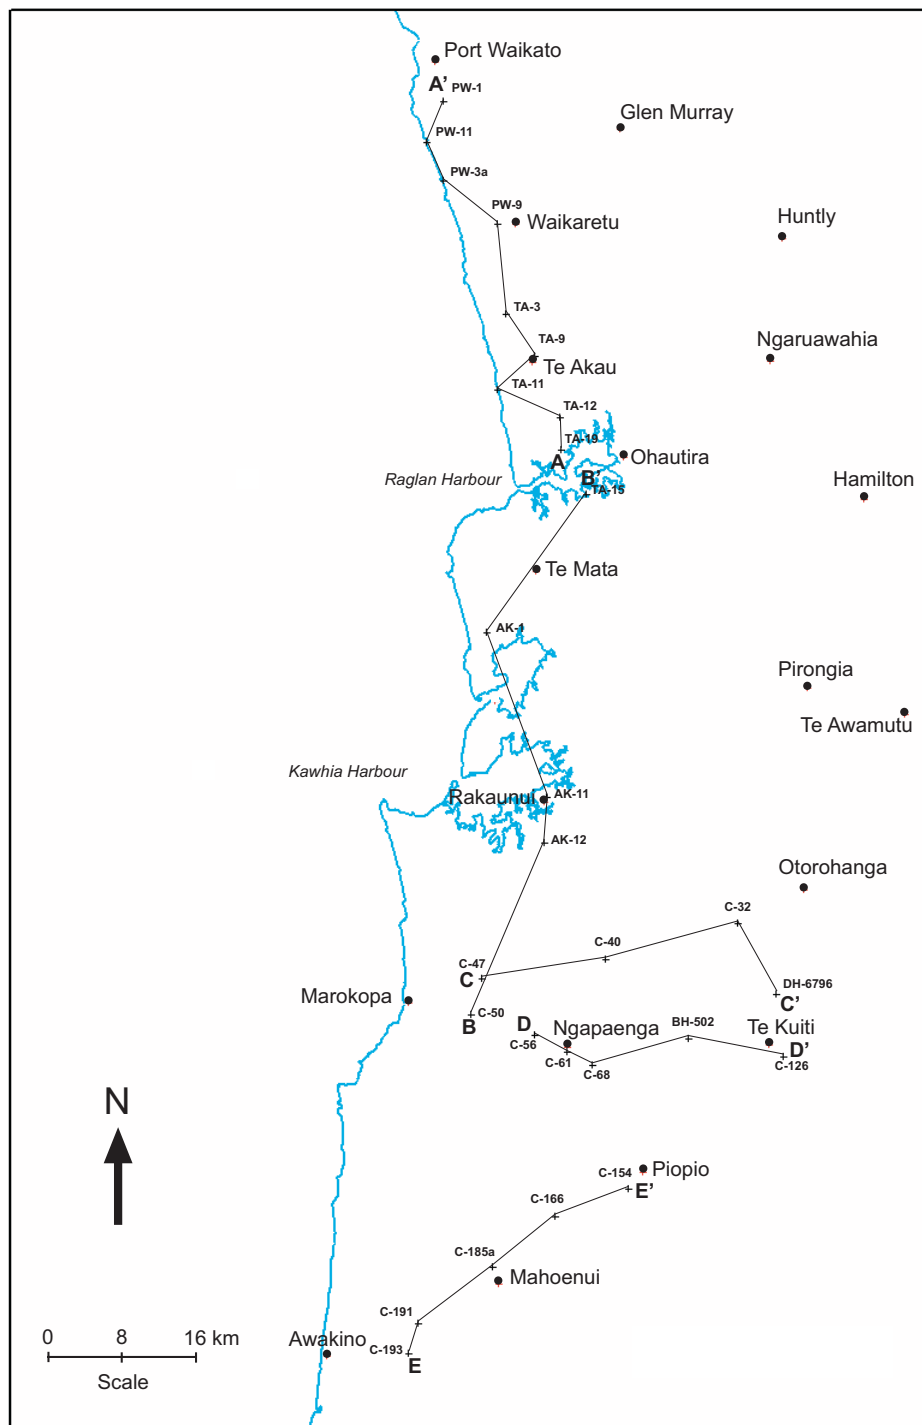 Port Waikato
A’
PW-1
Glen Murray
PW-11
PW-3a
PW-9
Waikaretu
Huntly
TA-3
TA-9
Ngaruawahia
Te Akau
TA-11
TA-12
TA-19
A
Ohautira
Raglan Harbour
B’
TA-15
Hamilton
Te Mata
AK-1
Pirongia
Te Awamutu
Kawhia Harbour
Rakaunui
AK-11
AK-12
Otorohanga
C-32
C-40
C-47
C
DH-6796
C’
Marokopa
B
C-50
D
Ngapaenga
BH-502
Te Kuiti
C-56
C-61
C-68
D’
C-126
N
C-154
Piopio
E’
C-166
C-185a
Mahoenui
C-191
0 8 16 km
Awakino
C-193
E
Scale